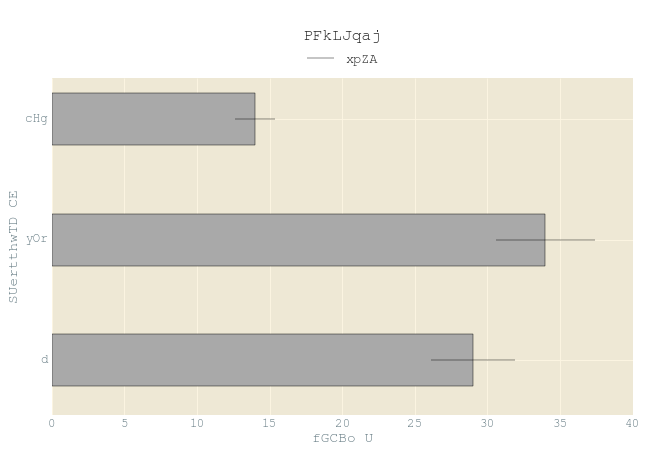 PFkLJqaj
xpZA
cHg
yOr
d
SUertthwTD CE
0 5 10 15 20 25 30 35 40
fGCBo U